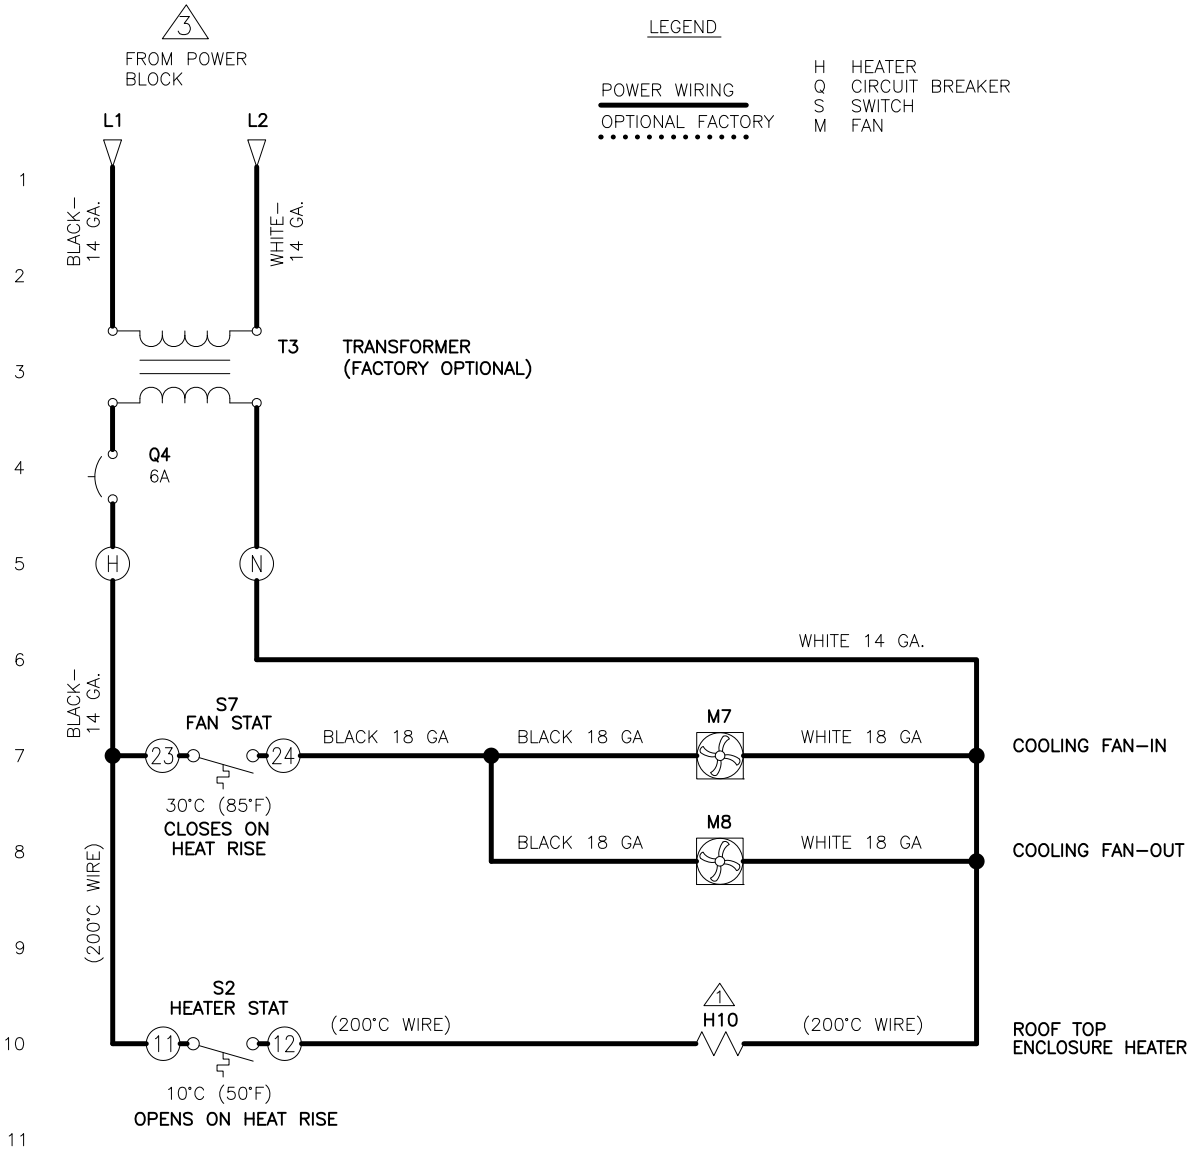 3
FROM POWER
BLOCK
LEGEND
POWER WIRING
OPTIONAL FACTORY
H HEATER
Q CIRCUIT BREAKER
S SWITCH
M FAN
L1
L2
1
BLACK–
14 GA.
WHITE–
14 GA.
2
T3
TRANSFORMER
(FACTORY OPTIONAL)
3
Q4
6A
4
5
H
N
WHITE 14 GA.
6
BLACK–
14 GA.
S7
FAN STAT
7
23
24
BLACK 18 GA
BLACK 18 GA
M7
WHITE 18 GA
COOLING FAN–IN
30°C (85°F)
CLOSES ON
HEAT RISE
8
BLACK 18 GA
M8
WHITE 18 GA
COOLING FAN–OUT
(200°C WIRE)
9
S2
HEATER STAT
10
11
12
(200°C WIRE)
1
H10
(200°C WIRE)
ROOF TOP
ENCLOSURE HEATER
10°C (50°F)
OPENS ON HEAT RISE
11